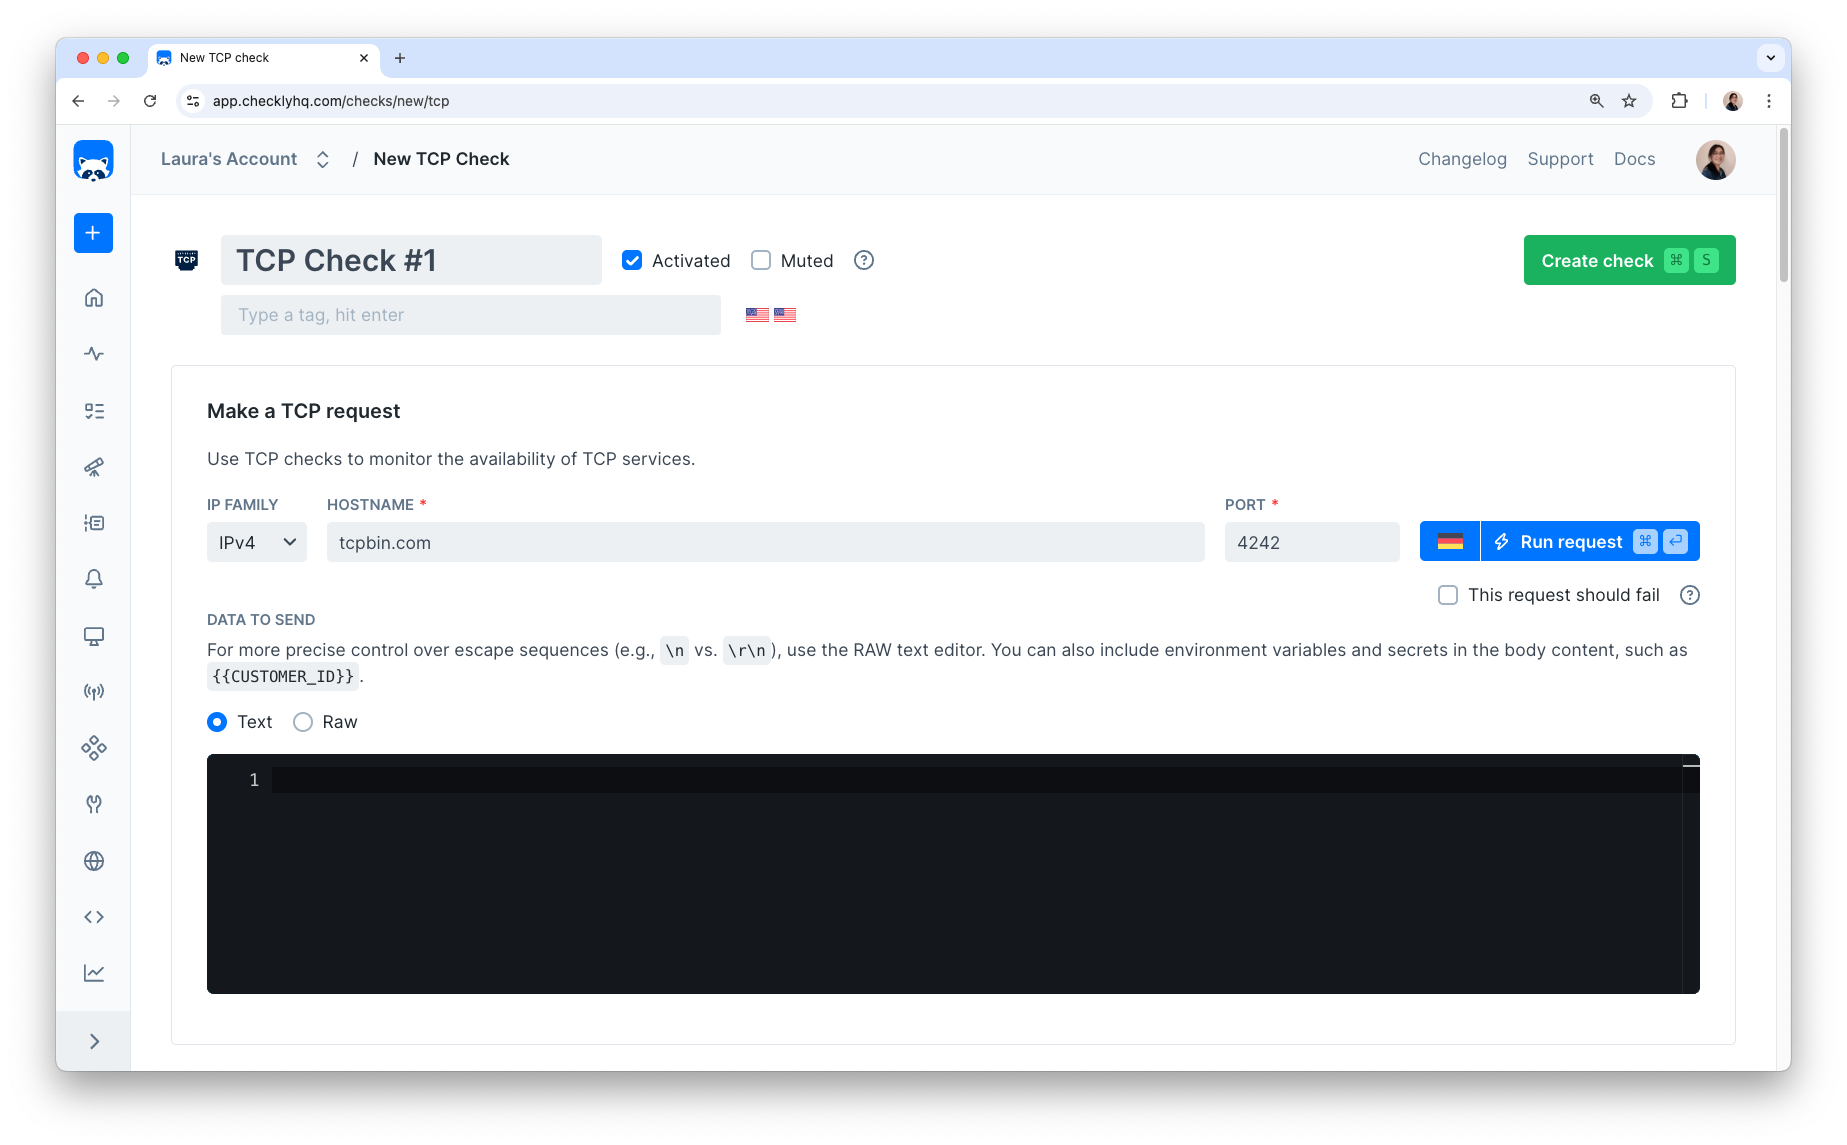 New TCP check
app.checklyhq.com/checks/new/tcp
Laura's Account / New TCP Check
Changelog Support Docs
TCP
TCP Check #1
Activated Muted ?
Create check ⌘ S
Type a tag, hit enter
Make a TCP request
Use TCP checks to monitor the availability of TCP services.
IP FAMILY HOSTNAME * PORT *
IPv4 tcpbin.com 4242 Run request ⌘ ↵
This request should fail ?
DATA TO SEND
For more precise control over escape sequences (e.g., \n vs. \r\n), use the RAW text editor. You can also include environment variables and secrets in the body content, such as
{{CUSTOMER_ID}}.
Text Raw
1